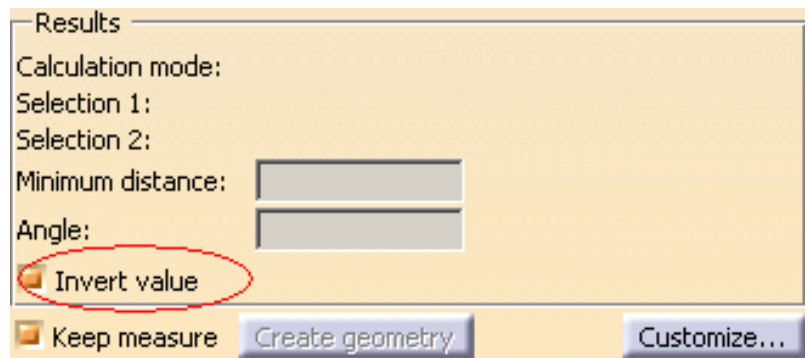 Results
Calculation mode:
Selection 1:
Selection 2:
Minimum distance:
Angle:
Invert value
Keep measure Create geometry Customize...